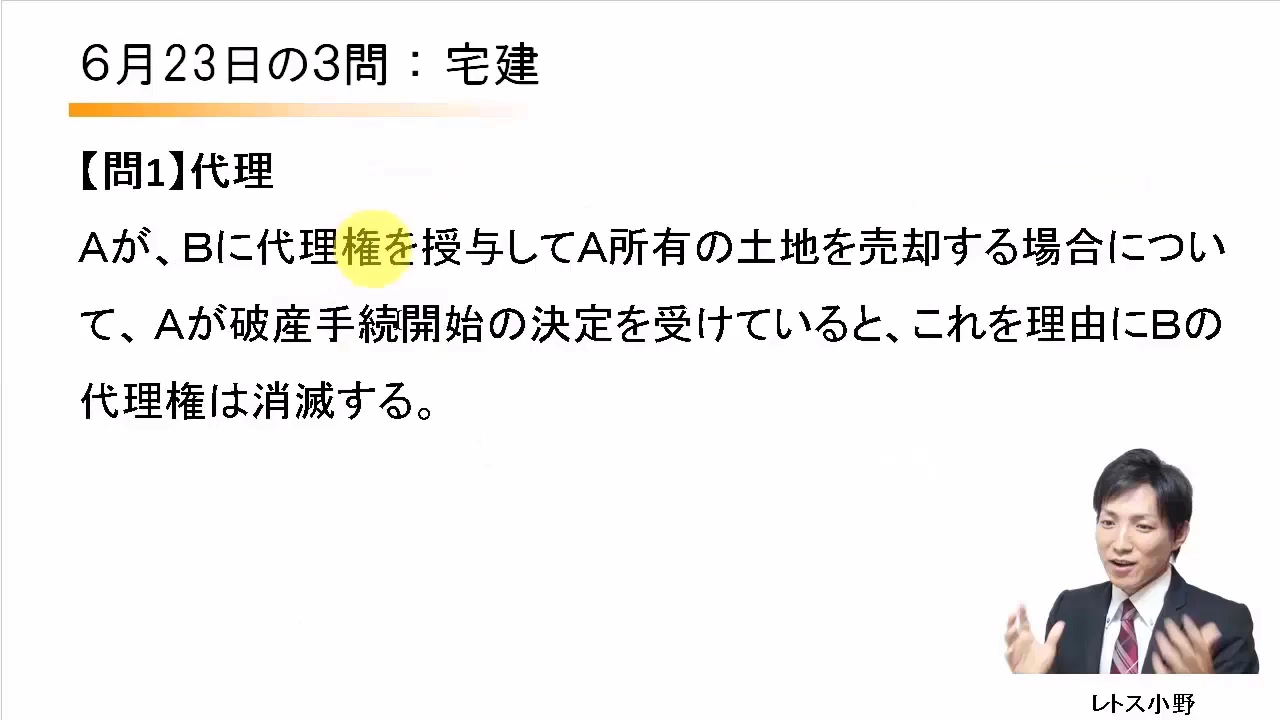 ６月２３日の３問 ： 宅建
【問1】代理
Ａが、Ｂに代理権を授与してＡ所有の土地を売却する場合につい
て、Ａが破産手続開始の決定を受けていると、これを理由にＢの
代理権は消滅する。
レトス小野